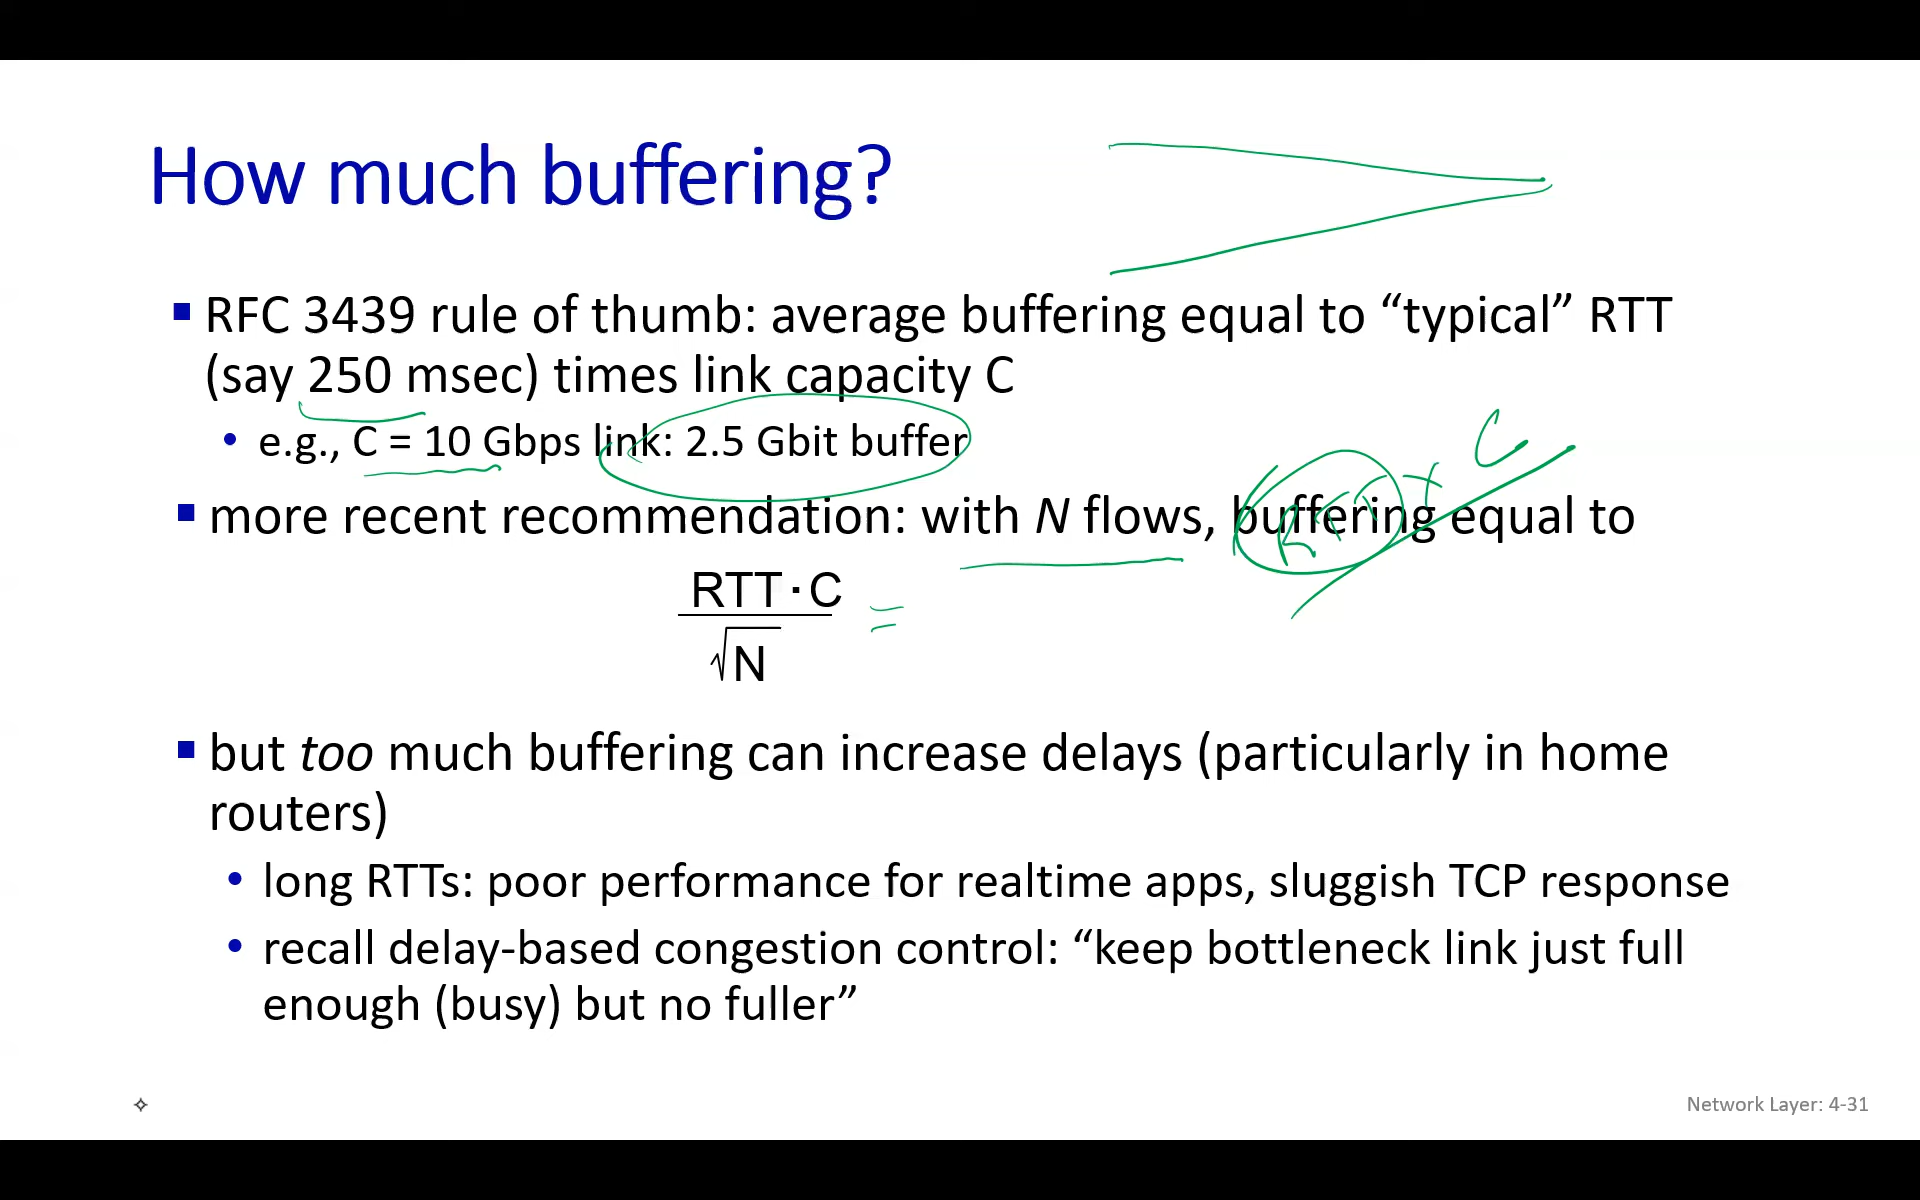 How much buffering?
▪ RFC 3439 rule of thumb: average buffering equal to “typical” RTT
(say 250 msec) times link capacity C
• e.g., C = 10 Gbps link: 2.5 Gbit buffer
RTT × C
▪ more recent recommendation: with N flows, buffering equal to
RTT · C =
√N
▪ but too much buffering can increase delays (particularly in home
routers)
• long RTTs: poor performance for realtime apps, sluggish TCP response
• recall delay-based congestion control: “keep bottleneck link just full
enough (busy) but no fuller”
Network Layer: 4-31